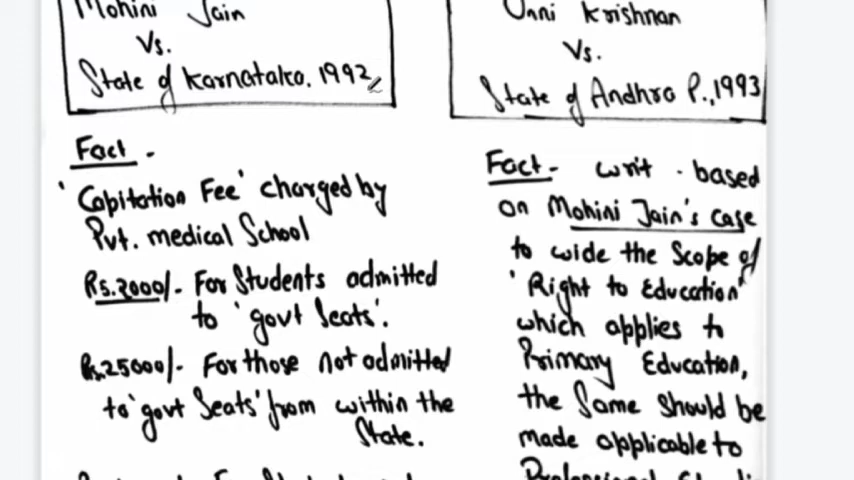 Mohini Jain
Vs.
State of Karnataka. 1992
Fact -
'Capitation Fee' charged by
Pvt. medical School
Rs.2000/- For Students admitted
to 'govt Seats'.
Rs.25000/- For those not admitted
to 'govt Seats' from within the
State.
Unni Krishnan
Vs.
State of Andhra P., 1993
Fact - writ - based
on Mohini Jain's case
to wide the Scope of
'Right to Education'
which applies to
Primary Education,
the Same should be
made applicable to
Professional